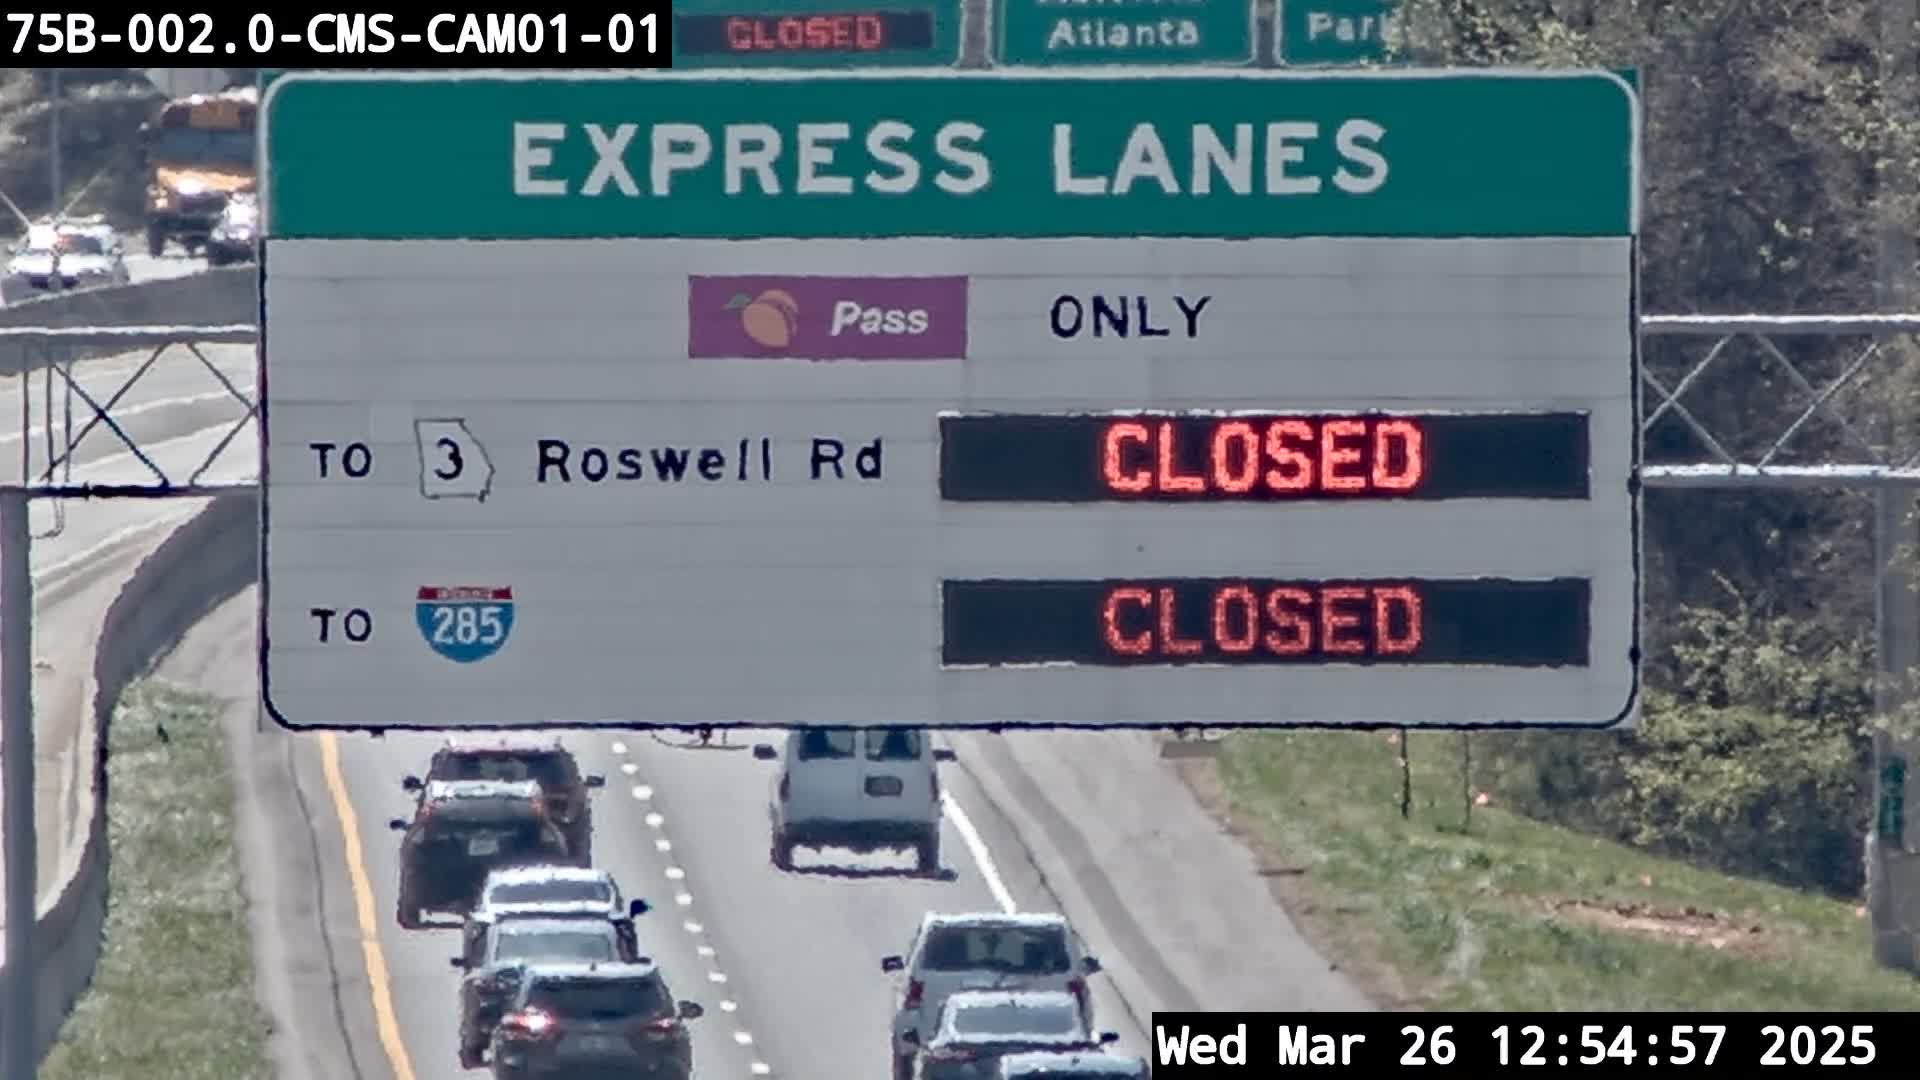 75B-002.0-CMS-CAM01-01
CLOSED
Atlanta
EXPRESS LANES
Pass ONLY
TO 3 Roswell Rd CLOSED
TO 285 CLOSED
Wed Mar 26 12:54:57 2025